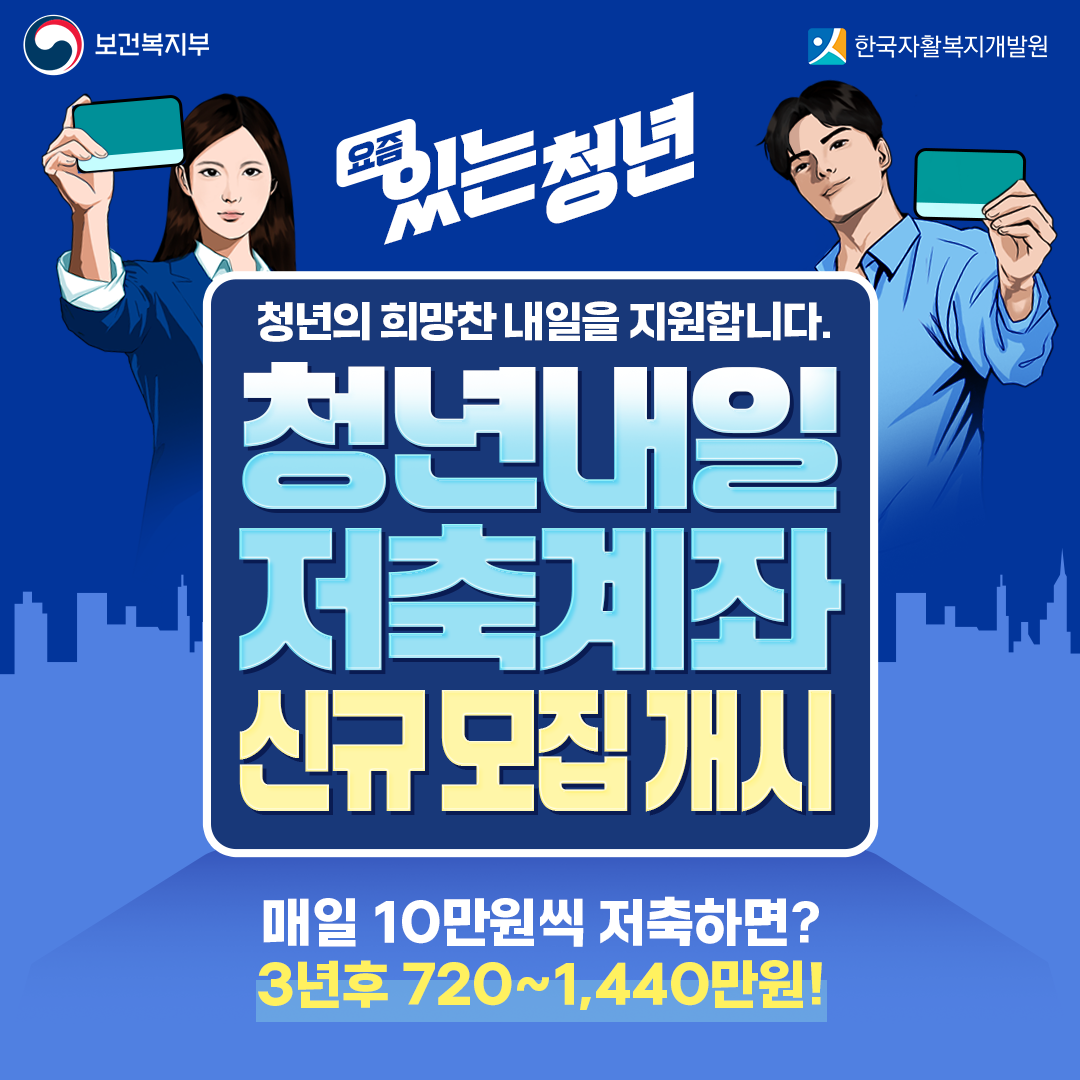 보건복지부
한국자활복지개발원
요즘
있는청년
청년의 희망찬 내일을 지원합니다.
청년내일
저축계좌
신규 모집 개시
매일 10만원씩 저축하면?
3년후 720~1,440만원!